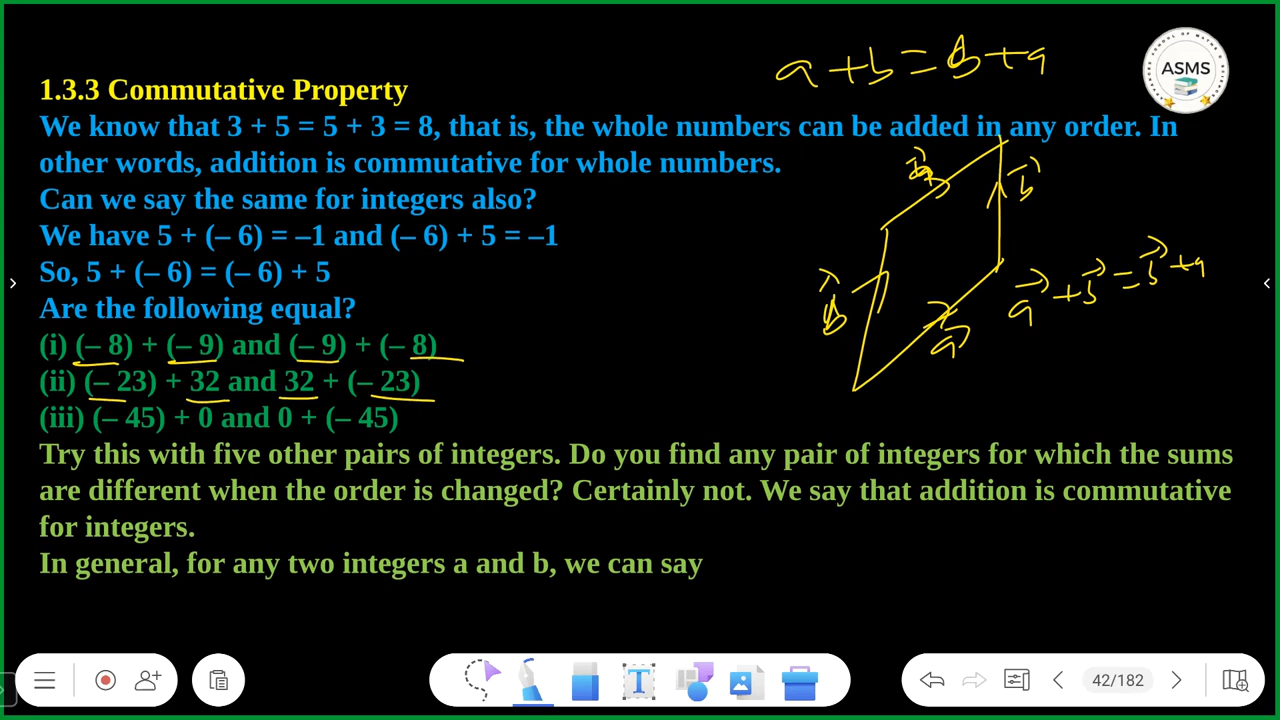 a + b = b + a
ASMS
1.3.3 Commutative Property
We know that 3 + 5 = 5 + 3 = 8, that is, the whole numbers can be added in any order. In
other words, addition is commutative for whole numbers.
Can we say the same for integers also?
We have 5 + (– 6) = –1 and (– 6) + 5 = –1
So, 5 + (– 6) = (– 6) + 5
Are the following equal?
(i) (– 8) + (– 9) and (– 9) + (– 8)
(ii) (– 23) + 32 and 32 + (– 23)
(iii) (– 45) + 0 and 0 + (– 45)
Try this with five other pairs of integers. Do you find any pair of integers for which the sums
are different when the order is changed? Certainly not. We say that addition is commutative
for integers.
In general, for any two integers a and b, we can say
a⃗
b⃗
b⃗
a⃗
a⃗ + b⃗ = b⃗ + a
T
42/182